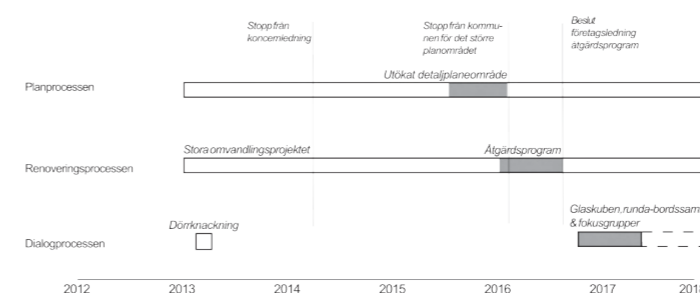 Stopp från
koncernledning
Stopp från kommu-
nen för det större
planområdet
Beslut
företagsledning
åtgärdsprogram
Utökat detaljplaneområde
Planprocessen
Stora omvandlingsprojektet
Åtgärdsprogram
Renoveringsprocessen
Dörrknackning
Glaskuben,runda-bordssam
& fokusgrupper
Dialogprocessen
2012 2013 2014 2015 2016 2017 201